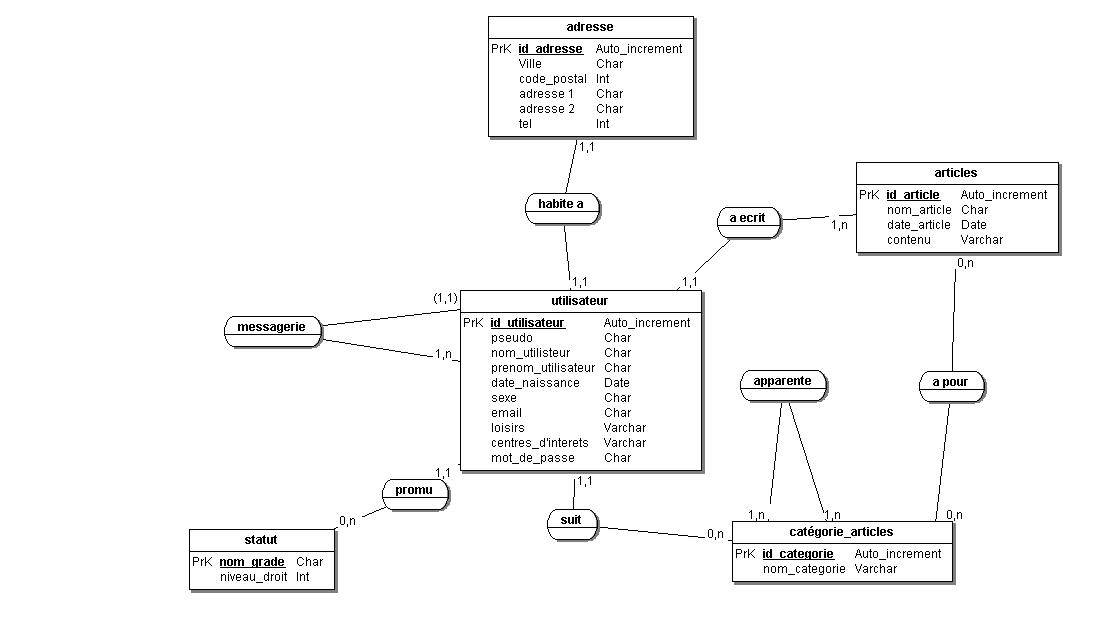 adresse
PrK id_adresse Auto_increment
Ville Char
code_postal Int
adresse 1 Char
adresse 2 Char
tel Int
1,1
habite a
1,1
articles
PrK id_article Auto_increment
nom_article Char
date_article Date
contenu Varchar
a ecrit
1,n
1,1
0,n
utilisateur
PrK id_utilisateur Auto_increment
pseudo Char
nom_utilisteur Char
prenom_utilisateur Char
date_naissance Date
sexe Char
email Char
loisirs Varchar
centres_d'interets Varchar
mot_de_passe Char
messagerie
(1,1)
1,n
apparente
a pour
1,1
promu
0,n
1,1
suit
0,n
1,n
1,n
0,n
statut
PrK nom_grade Char
niveau_droit Int
catégorie_articles
PrK id_categorie Auto_increment
nom_categorie Varchar